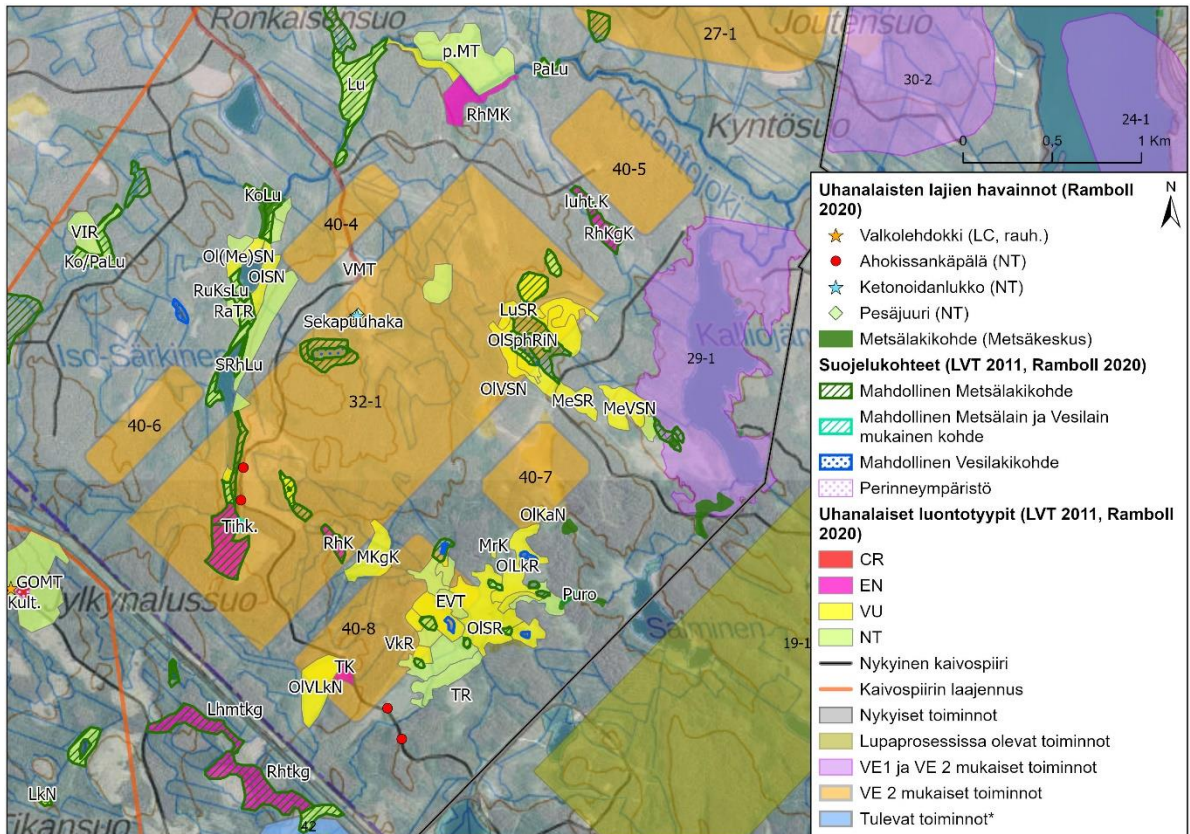 Ronkaisensuo
Joutensuo
27-1
p.MT
PaLu
30-2
Lu
24-1
RhMK
Korentojoki
Kyntösuo
0 0,5 1 Km
40-5
luht.K
KoLu
RhKgK
VIR
40-4
Ko/PaLu
Ol(Me)SN
OlSN
VMT
RuKsLu
RaTR
Sekapuuhaka
LuSR
Iso-Särkinen
OlSphRiN
29-1
SRhLu
32-1
OlVSN
MeSR
MeVSN
40-6
40-7
Tihk.
OlKaN
RhK
MKgK
MrK
OlLkR
GOMT
Kult.
Jylkynalussuo
EVT
Puro
40-8
OlSR
Salminen
19-1
VkR
TK
OlVLkN
TR
Lhmtkg
Rhtkg
LkN
42
Uhanalaisten lajien havainnot (Ramboll
2020)
N
Valkolehdokki (LC, rauh.)
Ahokissankäpälä (NT)
Ketonoidanlukko (NT)
Pesäjuuri (NT)
Metsälakikohde (Metsäkeskus)
Suojelukohteet (LVT 2011, Ramboll 2020)
Mahdollinen Metsälakikohde
Mahdollinen Metsälain ja Vesilain
mukainen kohde
Mahdollinen Vesilakikohde
Perinneympäristö
Uhanalaiset luontotyypit (LVT 2011, Ramboll
2020)
CR
EN
VU
NT
Nykyinen kaivospiiri
Kaivospiirin laajennus
Nykyiset toiminnot
Lupaprosessissa olevat toiminnot
VE1 ja VE 2 mukaiset toiminnot
VE 2 mukaiset toiminnot
Tulevat toiminnot*